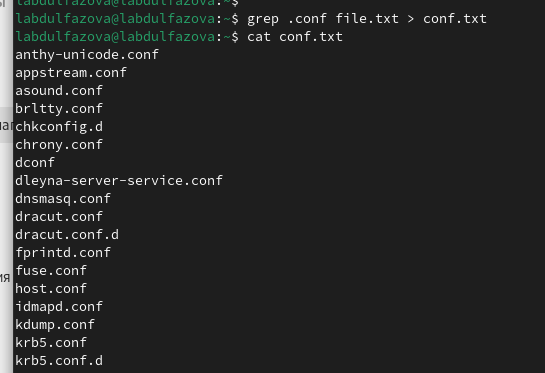 labdulfazova@labdulfazova:~$
labdulfazova@labdulfazova:~$ grep .conf file.txt > conf.txt
labdulfazova@labdulfazova:~$ cat conf.txt
anthy-unicode.conf
appstream.conf
asound.conf
brltty.conf
chkconfig.d
chrony.conf
dconf
dleyna-server-service.conf
dnsmasq.conf
dracut.conf
dracut.conf.d
fprintd.conf
fuse.conf
host.conf
idmapd.conf
kdump.conf
krb5.conf
krb5.conf.d